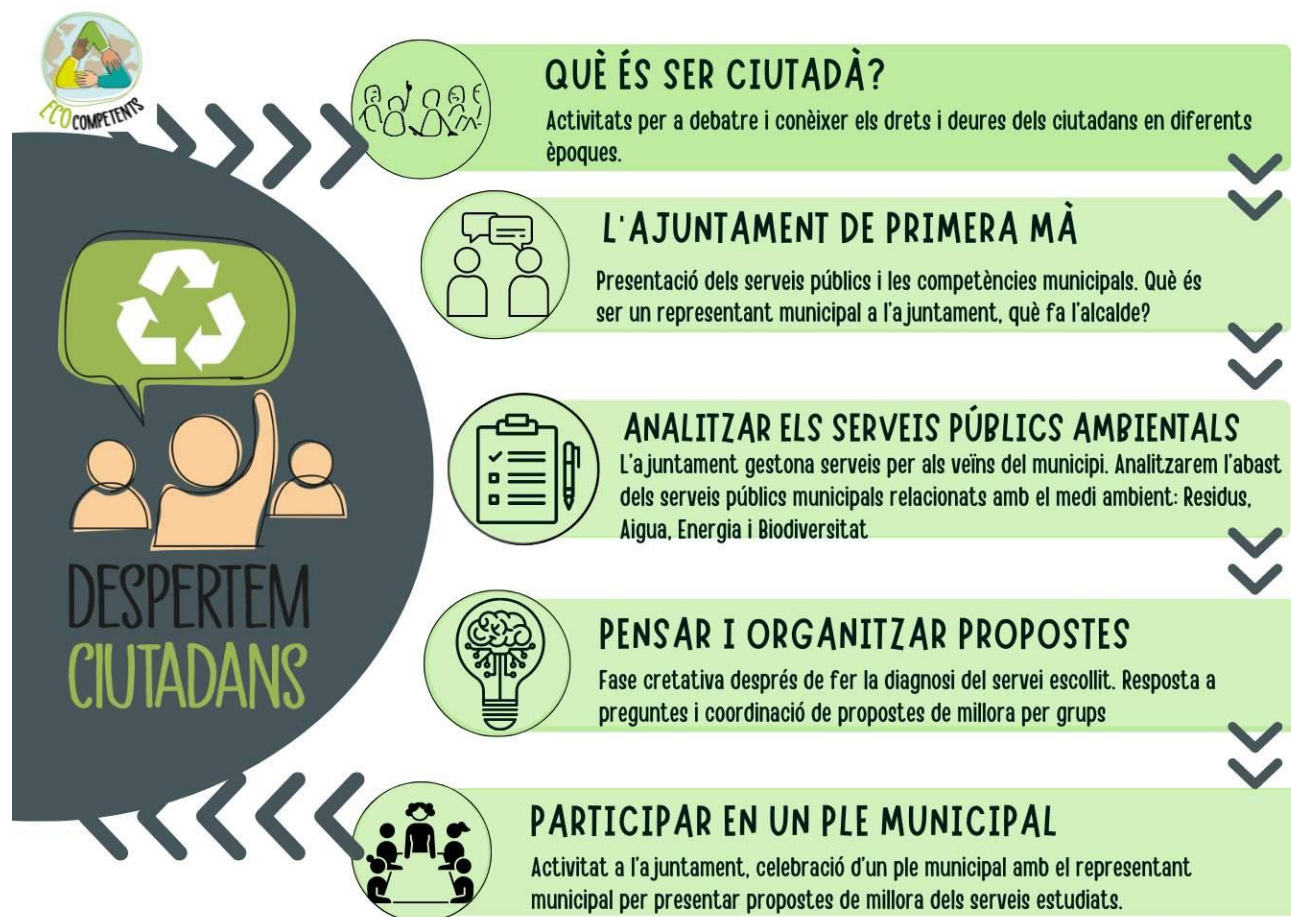 ECOCOMPETENTS
QUÈ ÉS SER CIUTADÀ?
Activitats per a debatre i conèixer els drets i deures dels ciutadans en diferents
èpoques.
L'AJUNTAMENT DE PRIMERA MÀ
Presentació dels serveis públics i les competències municipals. Què és
ser un representant municipal a l'ajuntament, què fa l'alcalde?
ANALITZAR ELS SERVEIS PÚBLICS AMBIENTALS
L'ajuntament gestona serveis per als veïns del municipi. Analitzarem l'abast
dels serveis públics municipals relacionats amb el medi ambient: Residus,
Aigua, Energia i Biodiversitat
DESPERTEM
CIUTADANS
PENSAR I ORGANITZAR PROPOSTES
Fase cretativa després de fer la diagnosi del servei escollit. Resposta a
preguntes i coordinació de propostes de millora per grups
PARTICIPAR EN UN PLE MUNICIPAL
Activitat a l'ajuntament, celebració d'un ple municipal amb el representant
municipal per presentar propostes de millora dels serveis estudiats.